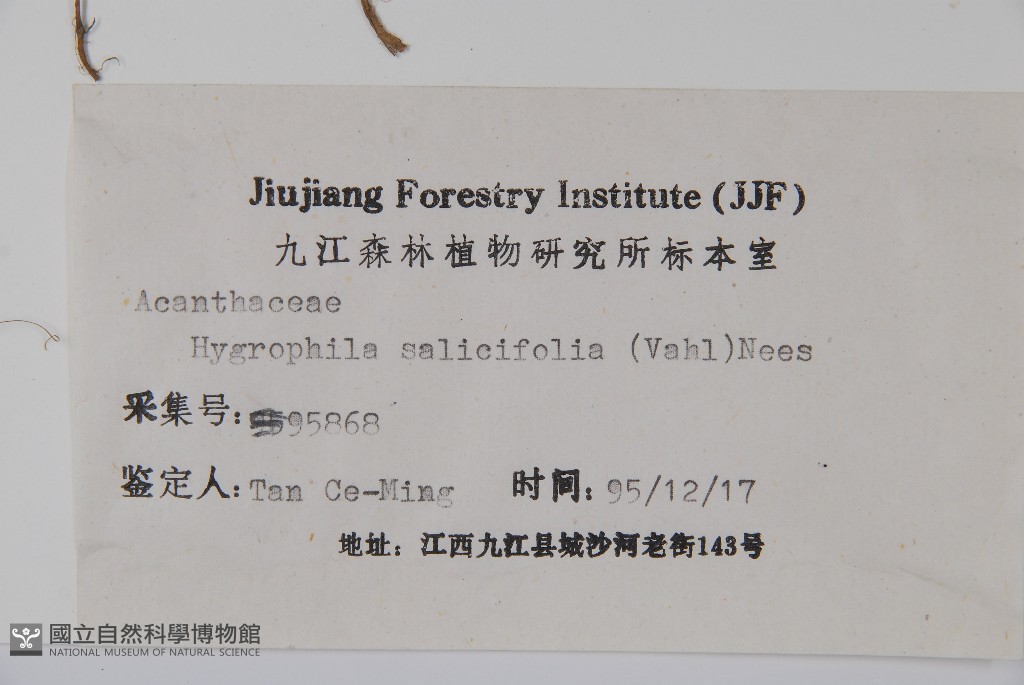 Jiujiang Forestry Institute (JJF)
九江森林植物研究所标本室
Acanthaceae
Hygrophila salicifolia (Vahl)Nees
采集号: 95868
鉴定人: Tan Ce-Ming 时间: 95/12/17
地址: 江西九江县城沙河老街143号
國立自然科學博物館
NATIONAL MUSEUM OF NATURAL SCIENCE